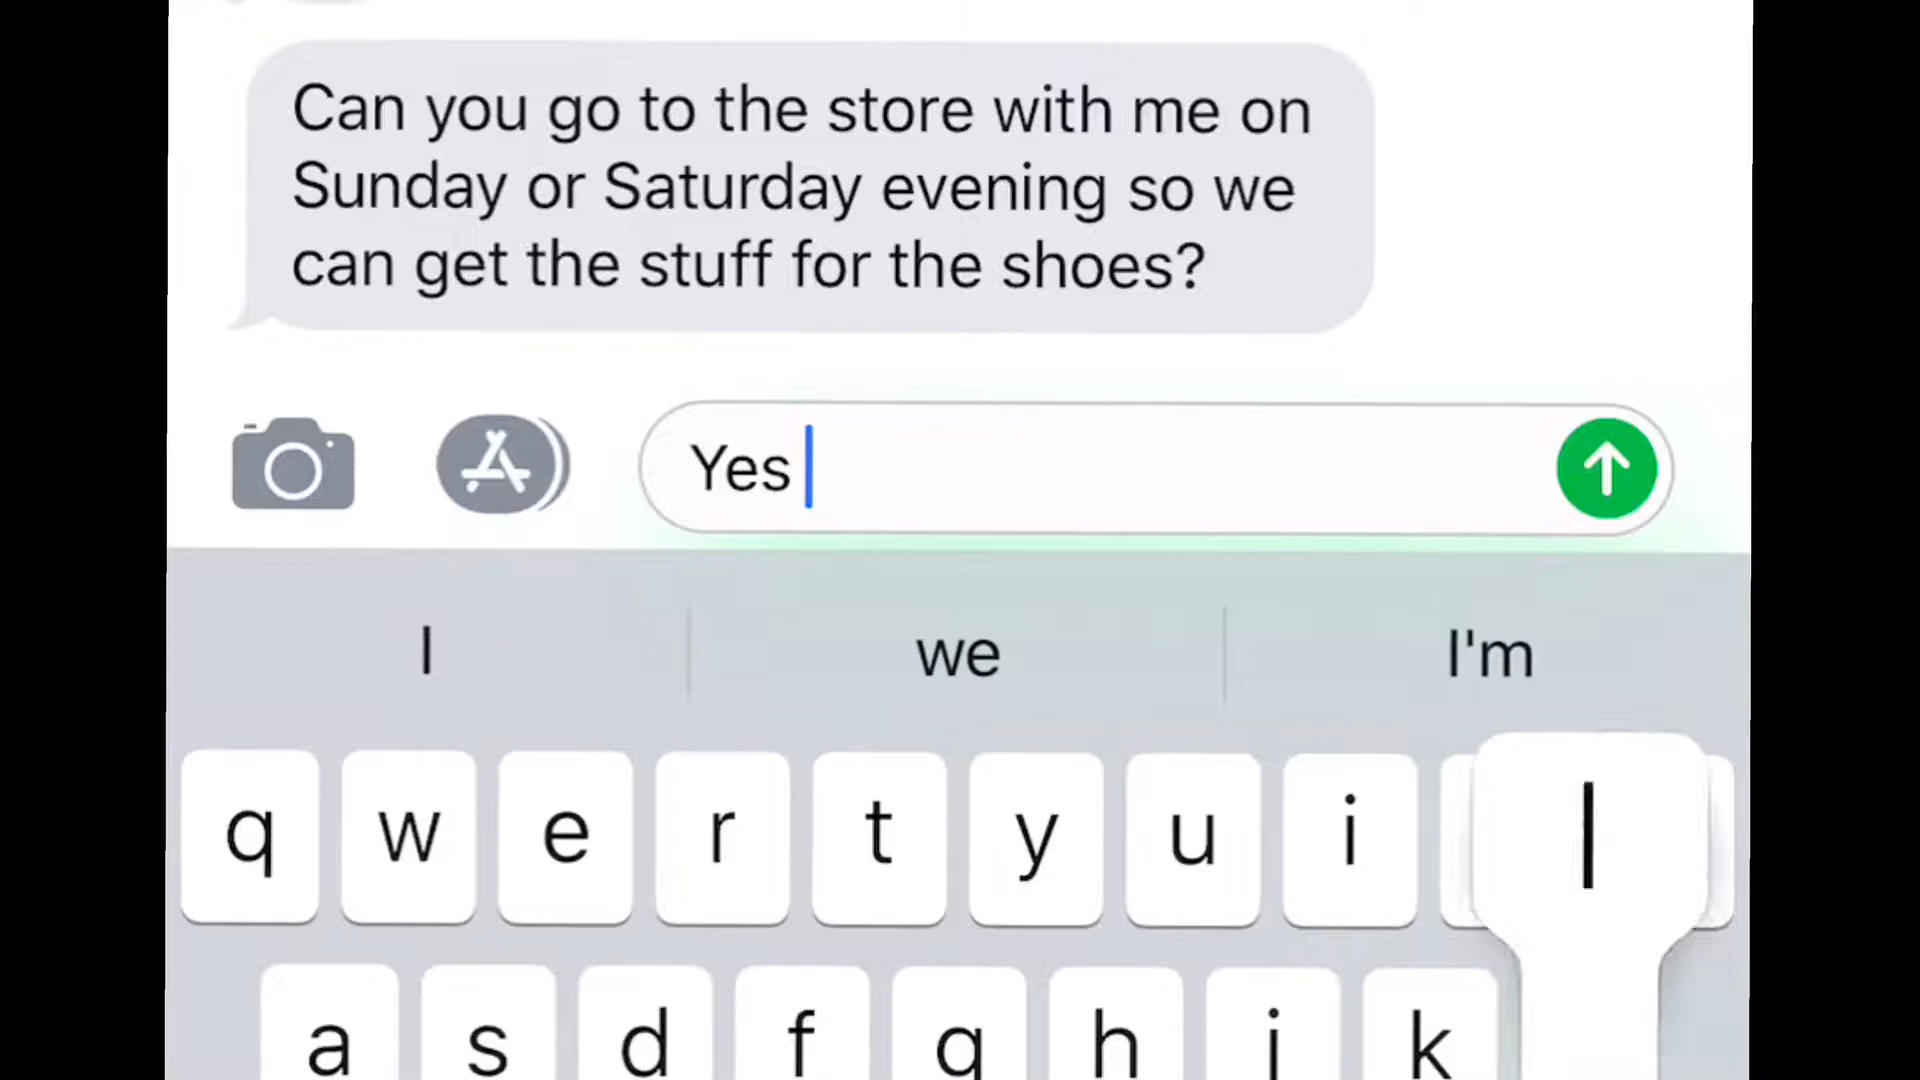 Can you go to the store with me on
Sunday or Saturday evening so we
can get the stuff for the shoes?
Yes
I we I'm
q w e r t y u i l
a s d f g h j k